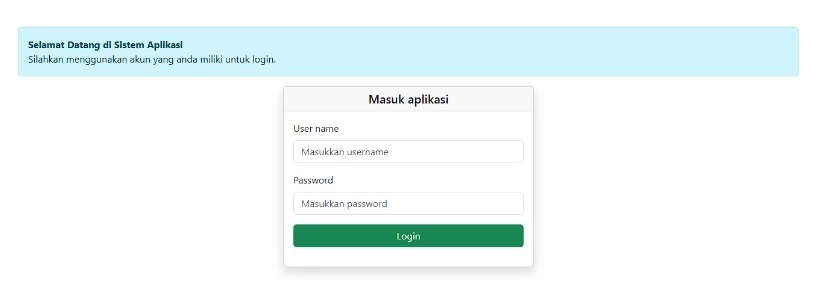 Selamat Datang di Sistem Aplikasi
Silahkan menggunakan akun yang anda miliki untuk login.
Masuk aplikasi
User name
Masukkan username
Password
Masukkan password
Login